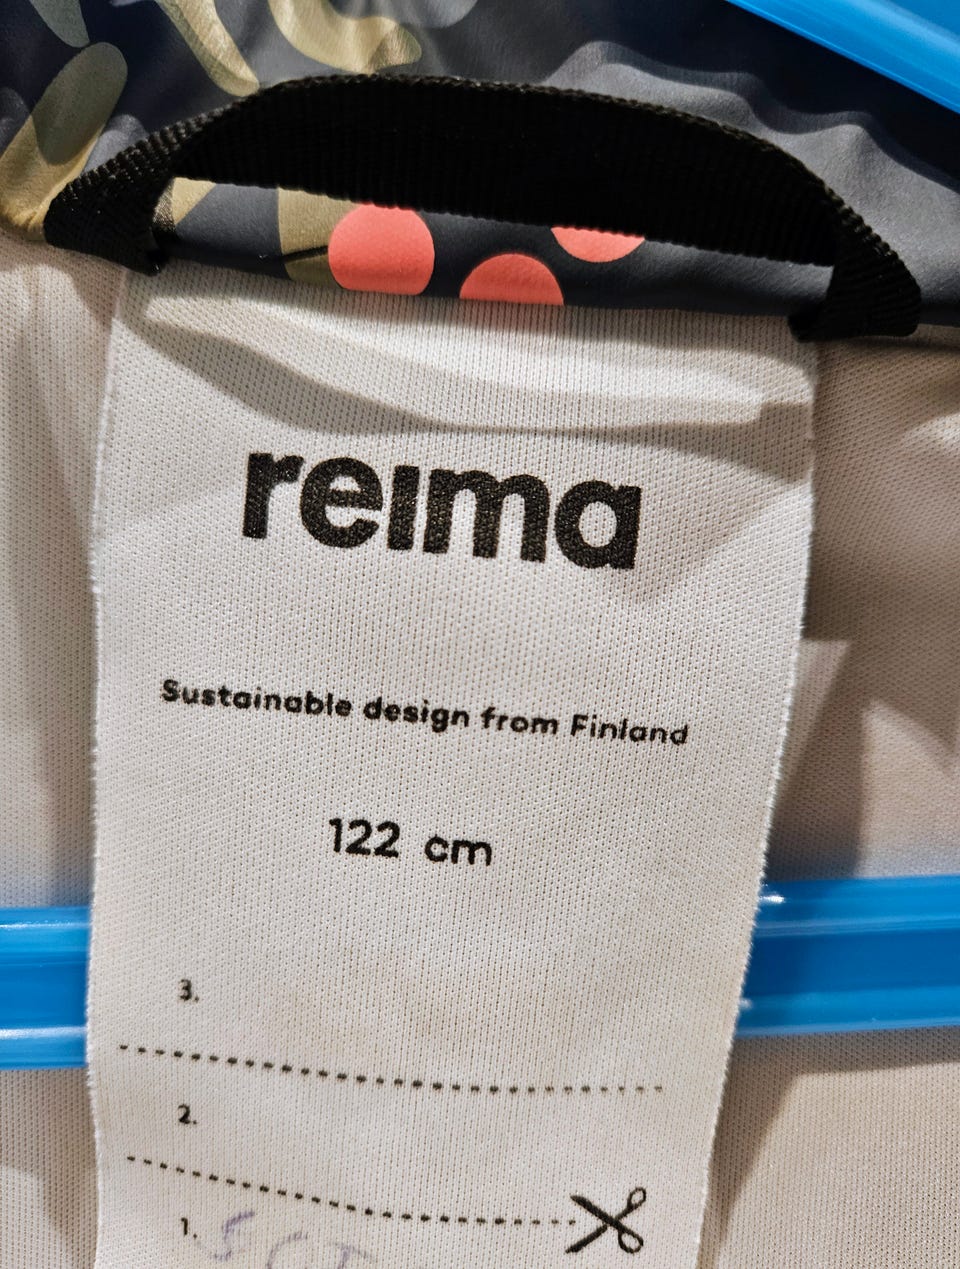 reima
Sustainable design from Finland
122 cm
3.
2.
1.